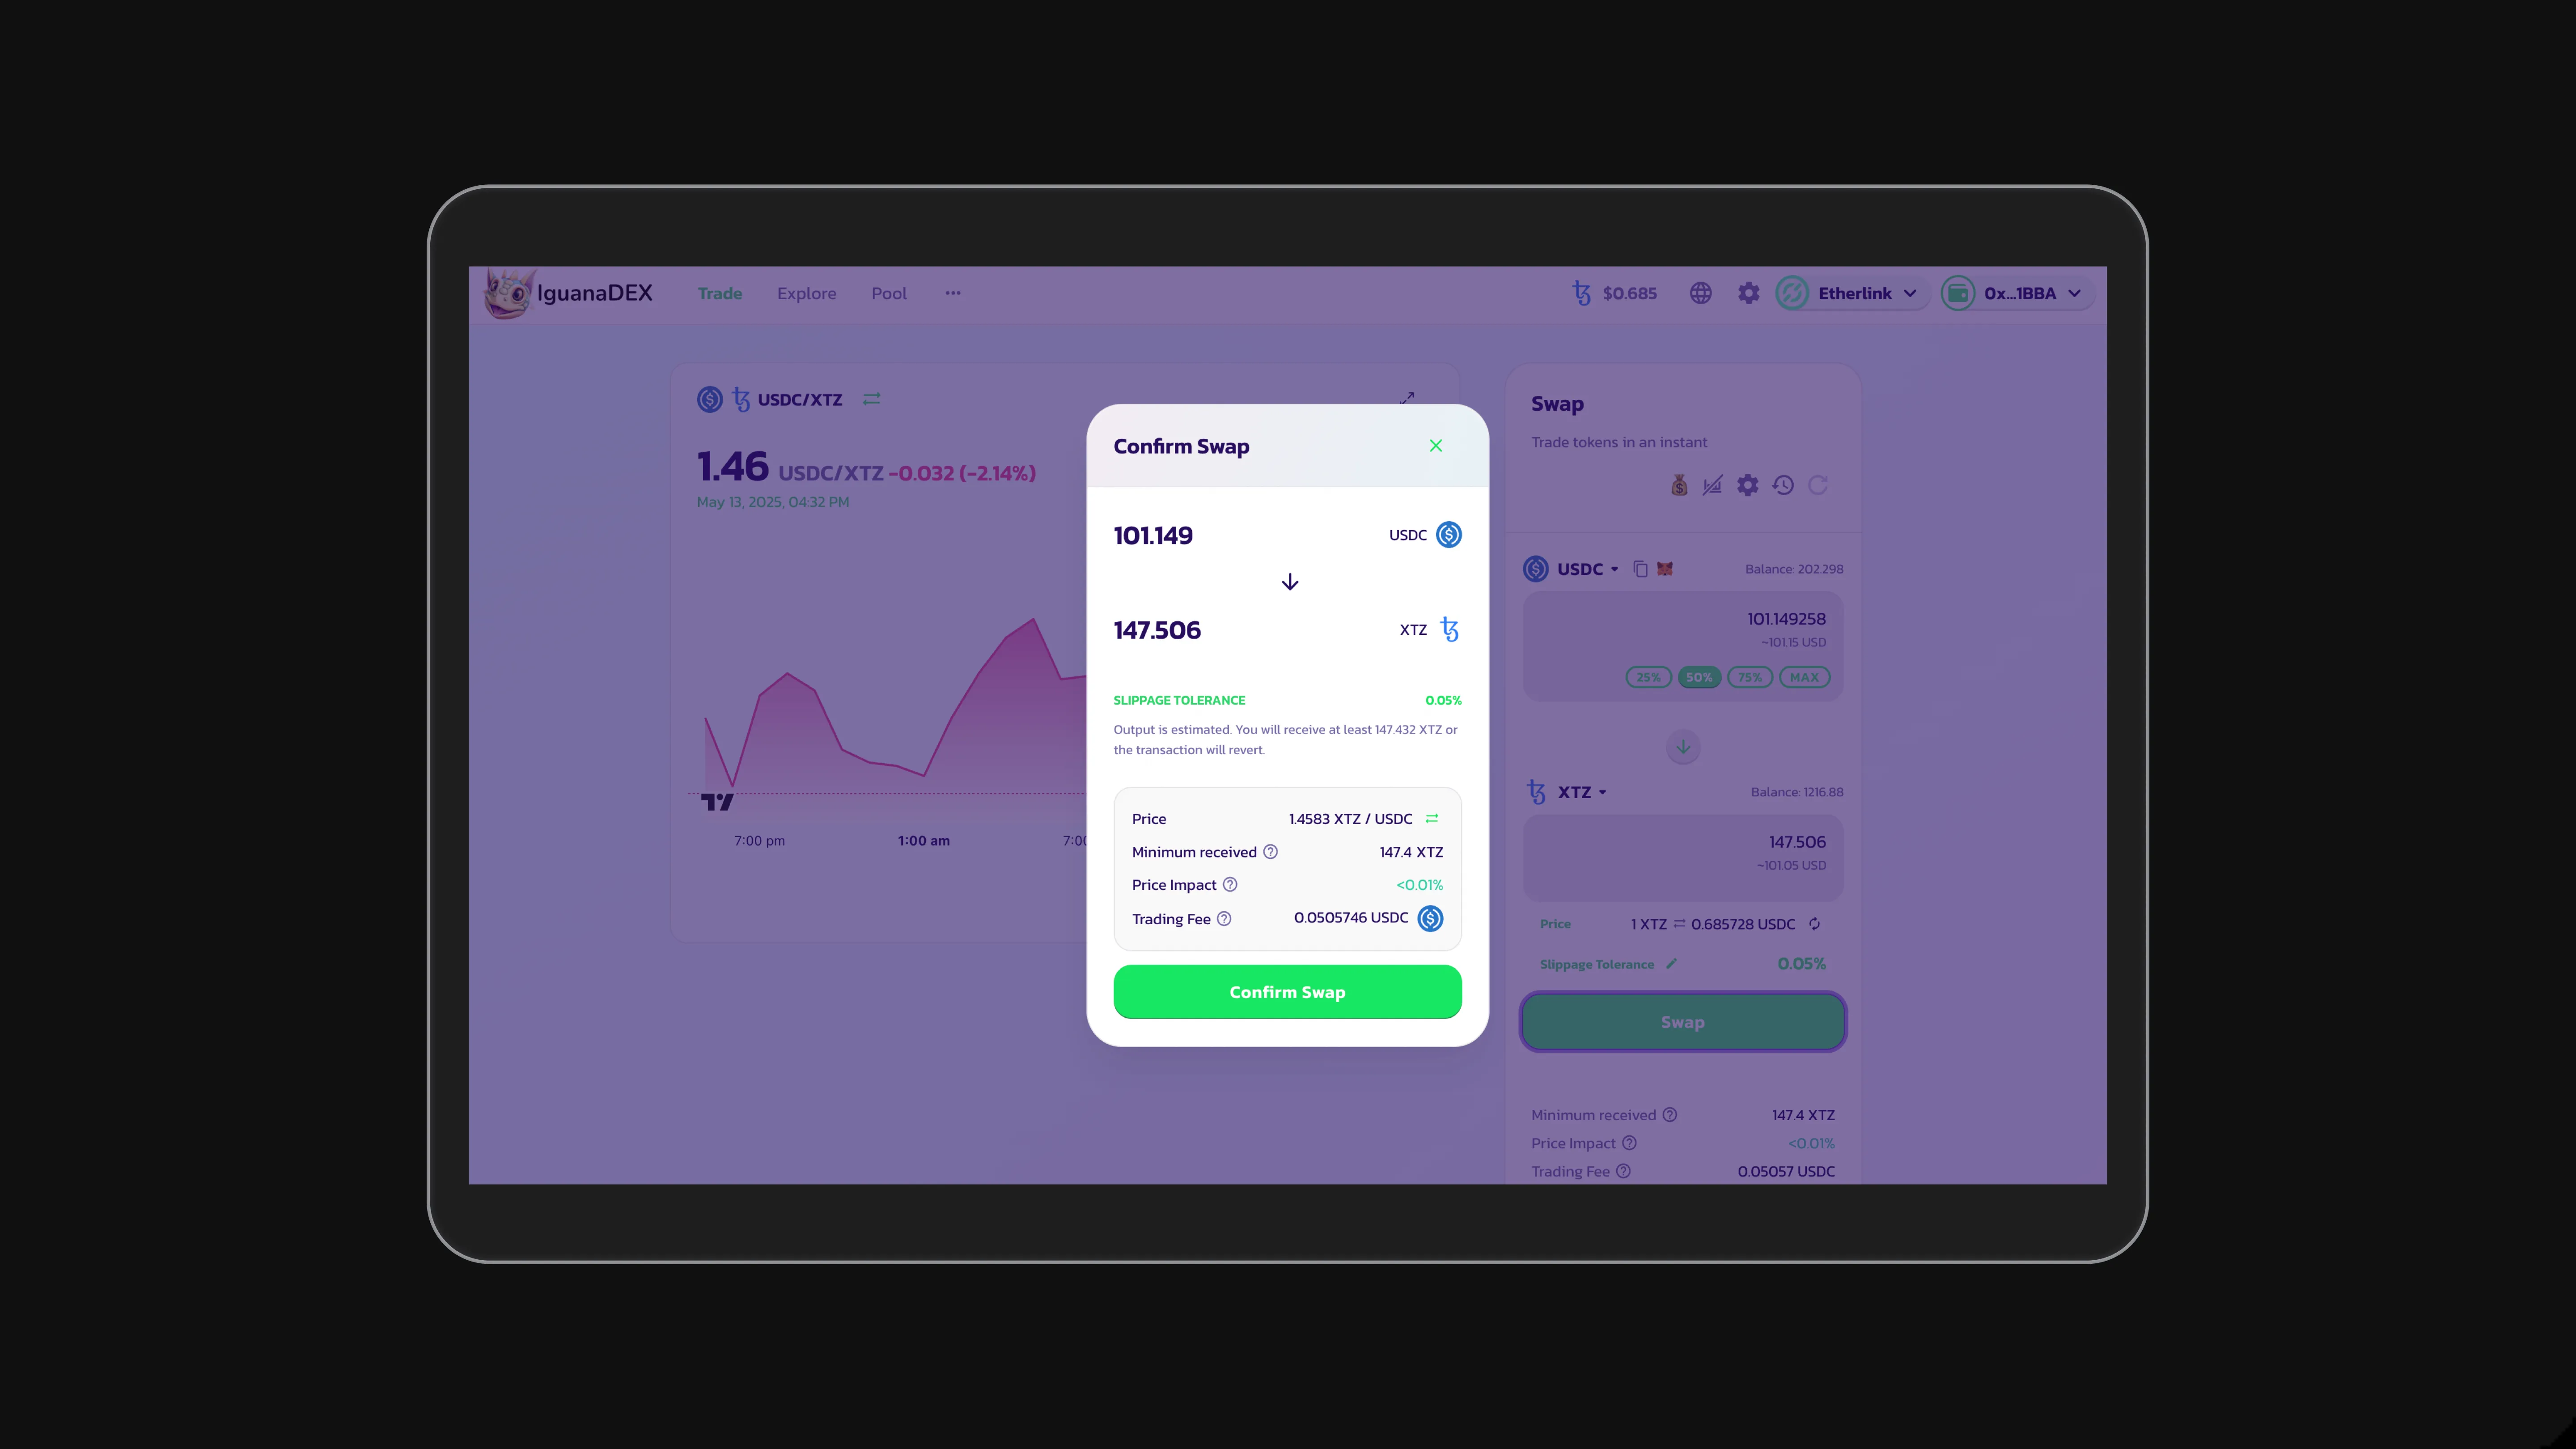 IguanaDEX
Trade
Explore
Pool
$0.685
Etherlink
0x...1BBA
USDC/XTZ
1.46 USDC/XTZ -0.032 (-2.14%)
May 13, 2025, 04:32 PM
7:00 pm
1:00 am
7:00
Confirm Swap
101.149
USDC
147.506
XTZ
SLIPPAGE TOLERANCE
0.05%
Output is estimated. You will receive at least 147.432 XTZ or
the transaction will revert.
Price
1.4583 XTZ / USDC
Minimum received
147.4 XTZ
Price Impact
<0.01%
Trading Fee
0.0505746 USDC
Confirm Swap
Swap
Trade tokens in an instant
USDC
Balance: 202.298
101.149258
~101.15 USD
25%
50%
75%
MAX
XTZ
Balance: 1216.88
147.506
~101.05 USD
Price
1 XTZ ⇌ 0.685728 USDC
Slippage Tolerance
0.05%
Swap
Minimum received
147.4 XTZ
Price Impact
<0.01%
Trading Fee
0.05057 USDC